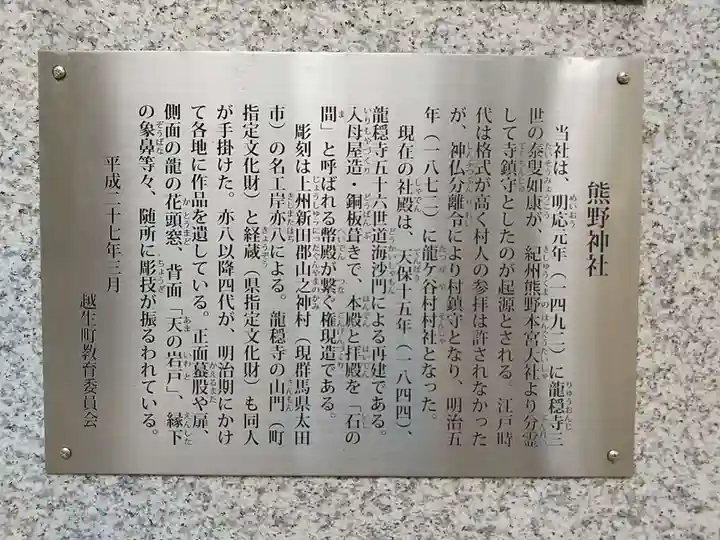 熊野神社
当社は、明応元年（一四九二）に龍穏寺三
世の泰叟如康が、紀州熊野本宮大社より分霊
して寺鎮守としたのが起源とされる。江戸時
代は格式が高く村人の参拝は許されなかった
が、神仏分離令により村鎮守となり、明治五
年（一八七二）に龍ケ谷村村社となった。
現在の社殿は、天保十五年（一八四四）、
龍穏寺五十六世道海沙門による再建である。
入母屋造・銅板葺きで、本殿と拝殿を「石の
間」と呼ばれる幣殿が繋ぐ権現造である。
彫刻は上州新田郡山之神村（現群馬県太田
市）の名工岸亦八による。龍穏寺の山門（町
指定文化財）と経蔵（県指定文化財）も同人
が手掛けた。亦八以降四代が、明治期にかけ
て各地に作品を遺している。正面蟇股や扉、
側面の龍の花頭窓、背面「天の岩戸」、縁下
の象鼻等々、随所に彫技が振るわれている。
平成二十七年三月
越生町教育委員会